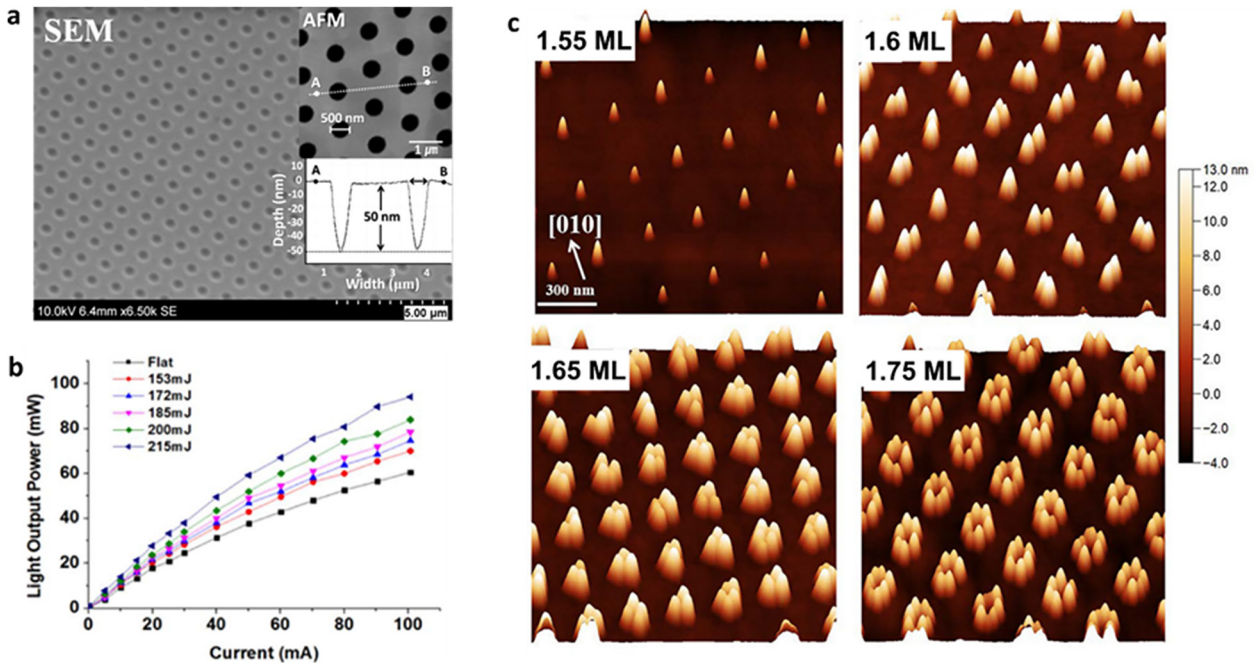 a
SEM
AFM
A
B
500 nm
1 μm
10
0
-10
-20
-30
-40
-50
Depth (nm)
A
B
50 nm
1
2
3
4
Width (μm)
10.0kV 6.4mm x6.50k SE
5.00 μm
b
Flat
153mJ
172mJ
185mJ
200mJ
215mJ
100
80
60
40
20
0
Light Output Power (mW)
0 20 40 60 80 100
Current (mA)
c
1.55 ML
[010]
300 nm
1.6 ML
1.65 ML
1.75 ML
13.0 nm
12.0
10.0
8.0
6.0
4.0
2.0
0.0
−2.0
−4.0